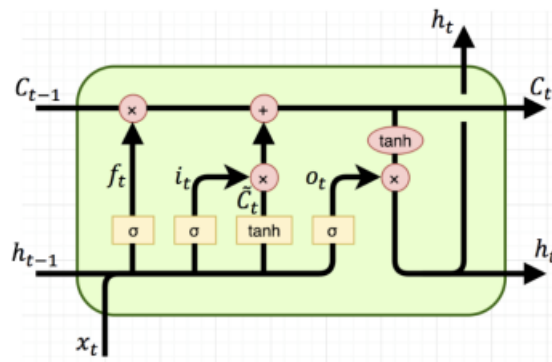 h_t
C_{t-1} × + C_t
tanh
f_t i_t × o_t ×
C̃_t
σ σ tanh σ
h_{t-1} h_t
x_t